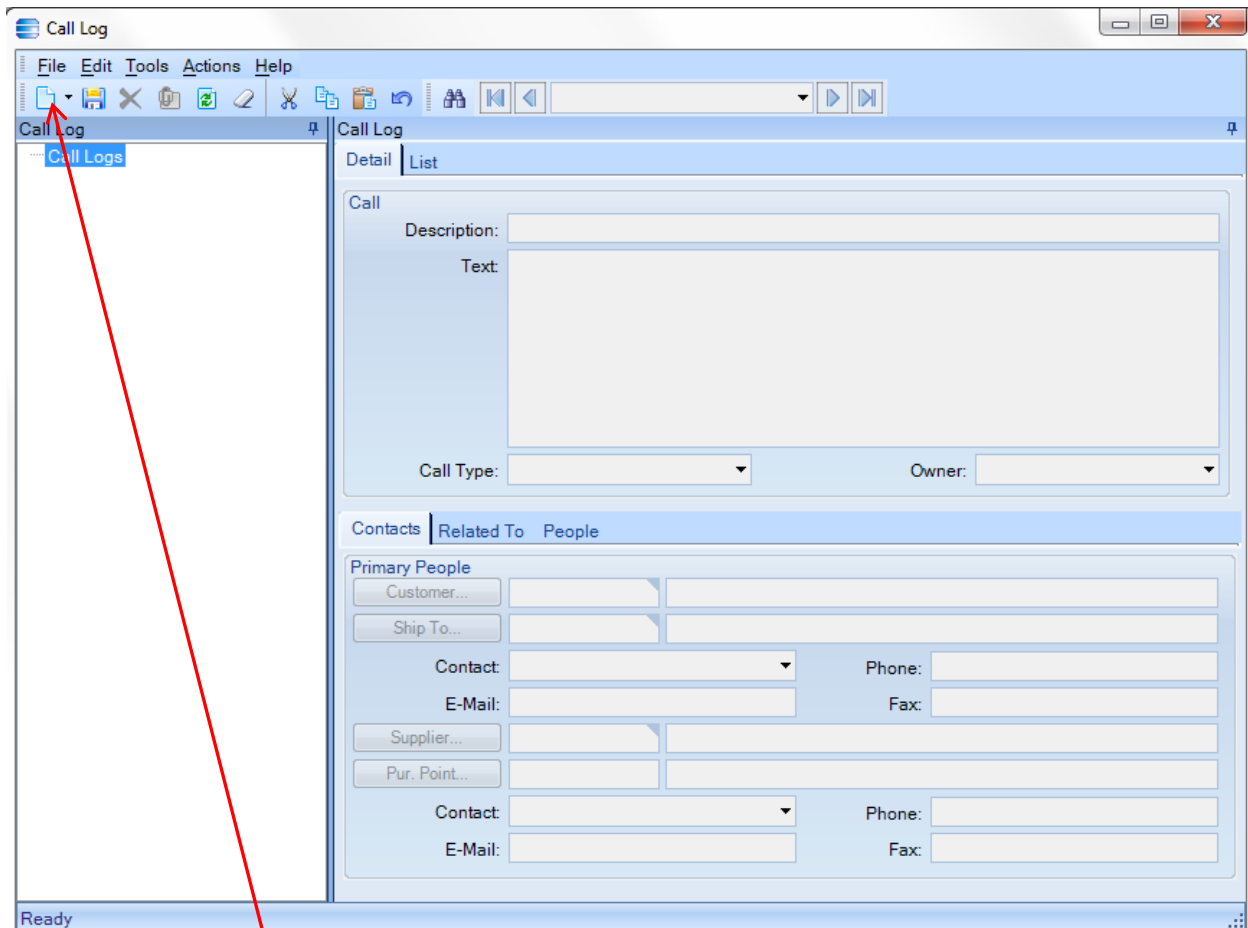 Call Log
File Edit Tools Actions Help
Call Log
Call Logs
Call Log
Detail List
Call
Description:
Text:
Call Type: Owner:
Contacts Related To People
Primary People
Customer...
Ship To...
Contact: Phone:
E-Mail: Fax:
Supplier...
Pur. Point...
Contact: Phone:
E-Mail: Fax:
Ready